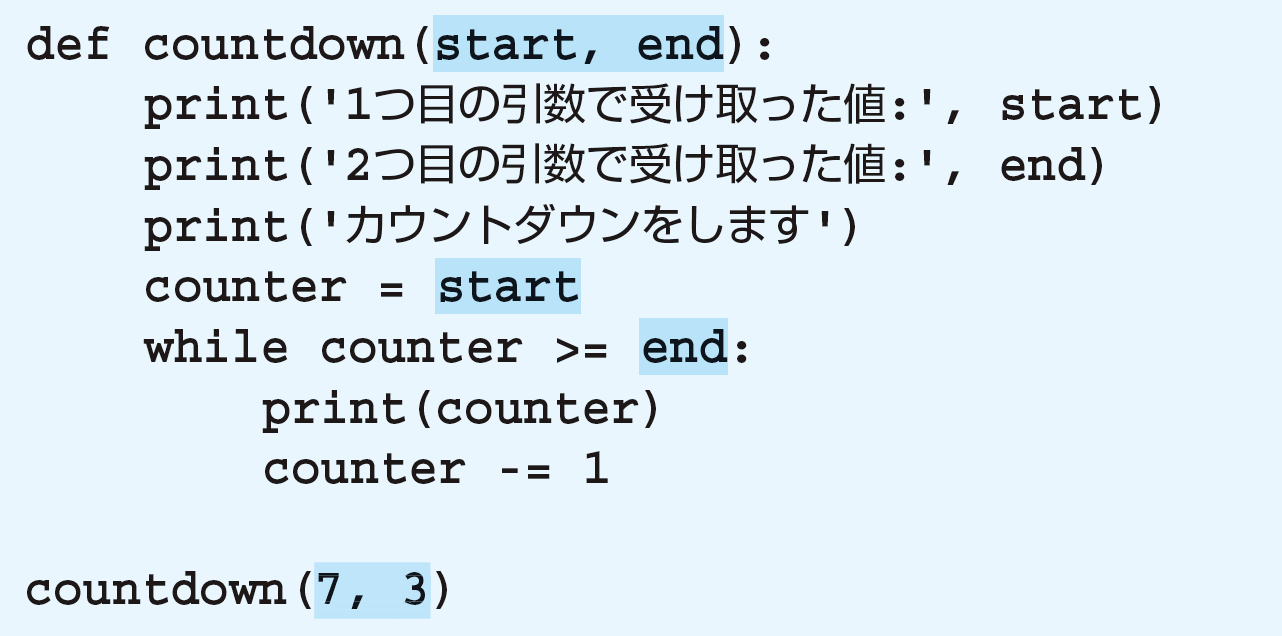 def countdown(start, end):
    print('1つ目の引数で受け取った値:', start)
    print('2つ目の引数で受け取った値:', end)
    print('カウントダウンをします')
    counter = start
    while counter >= end:
        print(counter)
        counter -= 1
countdown(7, 3)